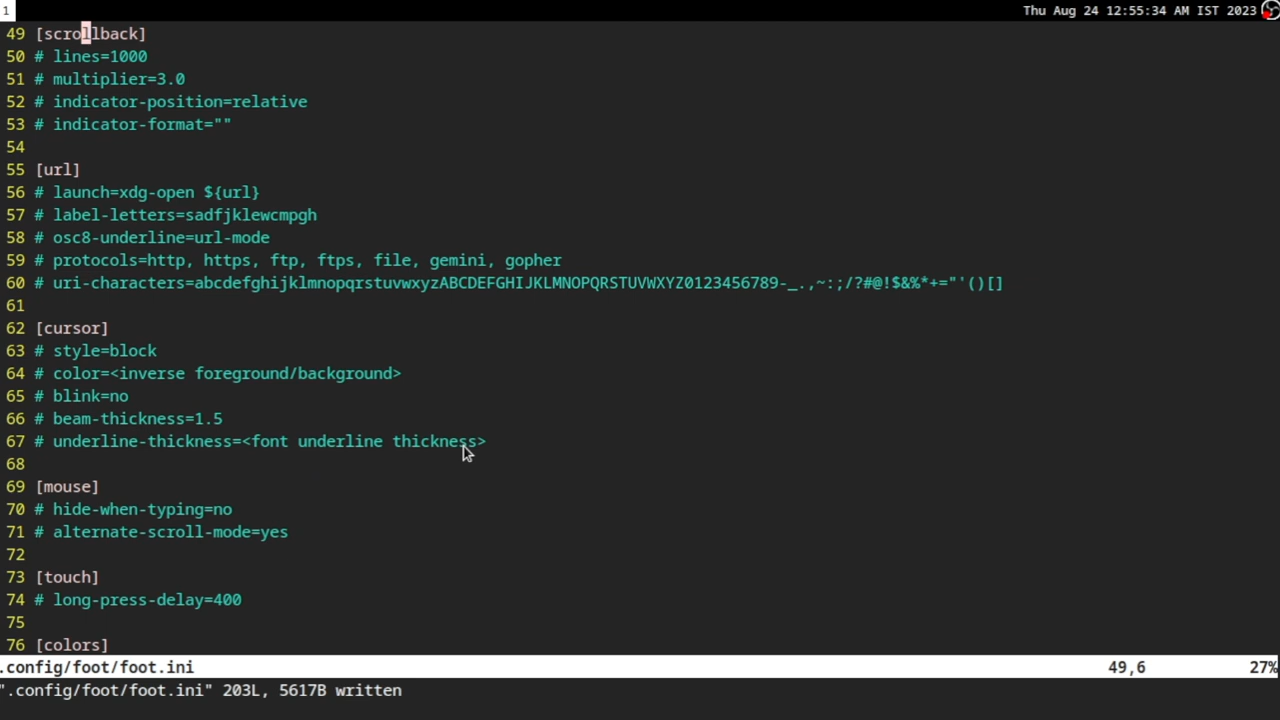 1
Thu Aug 24 12:55:34 AM IST 2023
49 [scrollback]
50 # lines=1000
51 # multiplier=3.0
52 # indicator-position=relative
53 # indicator-format=""
54
55 [url]
56 # launch=xdg-open ${url}
57 # label-letters=sadfjklewcmpgh
58 # osc8-underline=url-mode
59 # protocols=http, https, ftp, ftps, file, gemini, gopher
60 # uri-characters=abcdefghijklmnopqrstuvwxyzABCDEFGHIJKLMNOPQRSTUVWXYZ0123456789-_.,~:;/?#@!$&%*+="'()[]
61
62 [cursor]
63 # style=block
64 # color=<inverse foreground/background>
65 # blink=no
66 # beam-thickness=1.5
67 # underline-thickness=<font underline thickness>
68
69 [mouse]
70 # hide-when-typing=no
71 # alternate-scroll-mode=yes
72
73 [touch]
74 # long-press-delay=400
75
76 [colors]
.config/foot/foot.ini 49,6 27%
".config/foot/foot.ini" 203L, 5617B written